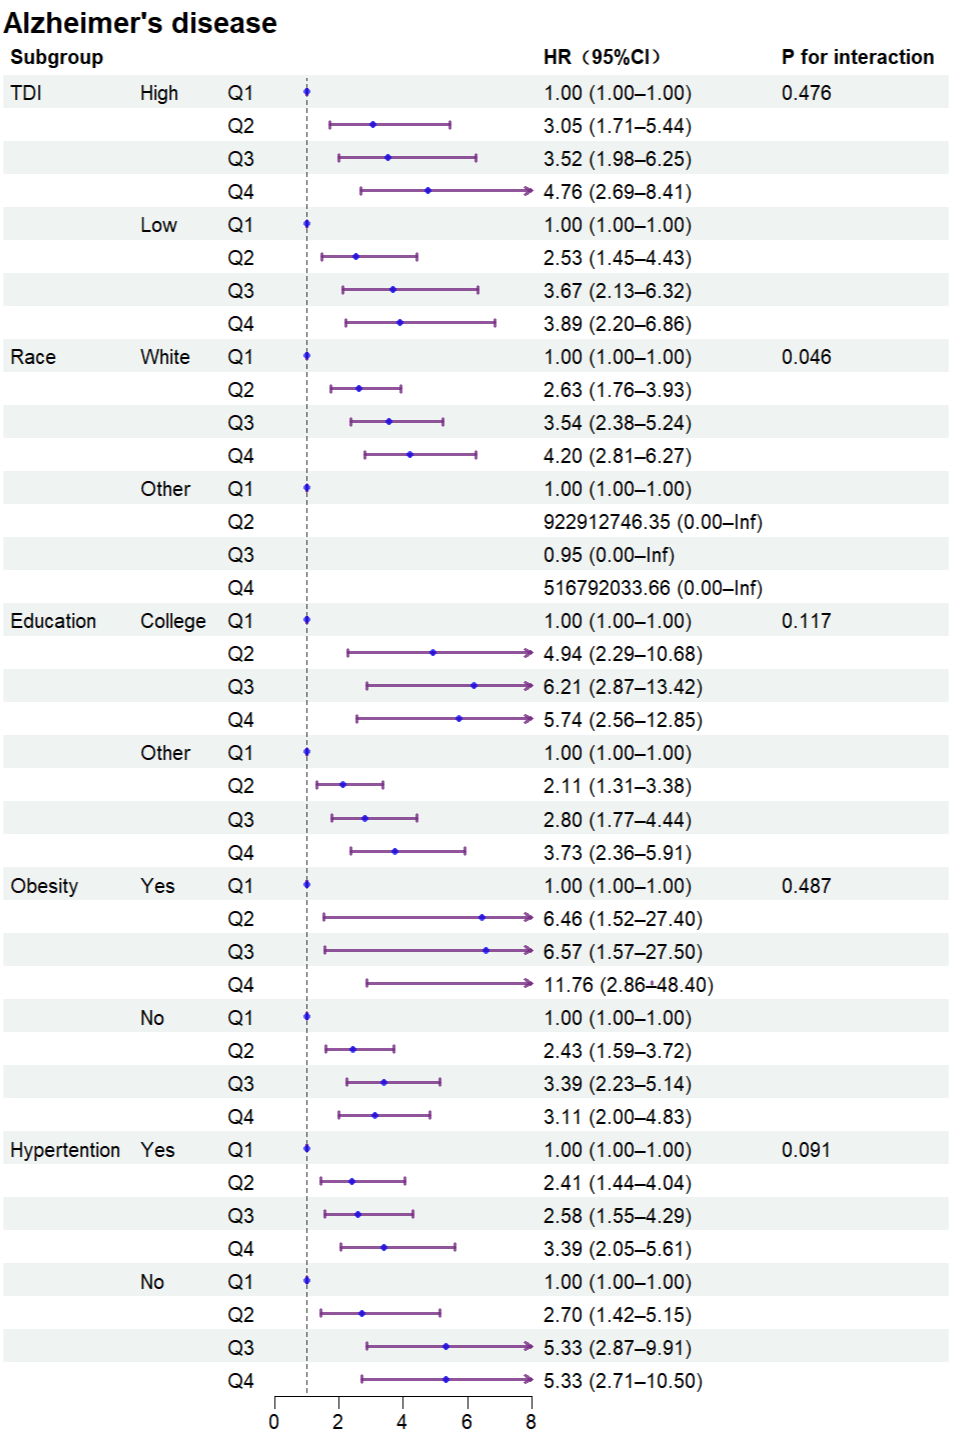 Alzheimer's disease
Subgroup HR（95%CI） P for interaction
TDI High Q1 1.00 (1.00–1.00) 0.476
Q2 3.05 (1.71–5.44)
Q3 3.52 (1.98–6.25)
Q4 4.76 (2.69–8.41)
Low Q1 1.00 (1.00–1.00)
Q2 2.53 (1.45–4.43)
Q3 3.67 (2.13–6.32)
Q4 3.89 (2.20–6.86)
Race White Q1 1.00 (1.00–1.00) 0.046
Q2 2.63 (1.76–3.93)
Q3 3.54 (2.38–5.24)
Q4 4.20 (2.81–6.27)
Other Q1 1.00 (1.00–1.00)
Q2 922912746.35 (0.00–Inf)
Q3 0.95 (0.00–Inf)
Q4 516792033.66 (0.00–Inf)
Education College Q1 1.00 (1.00–1.00) 0.117
Q2 4.94 (2.29–10.68)
Q3 6.21 (2.87–13.42)
Q4 5.74 (2.56–12.85)
Other Q1 1.00 (1.00–1.00)
Q2 2.11 (1.31–3.38)
Q3 2.80 (1.77–4.44)
Q4 3.73 (2.36–5.91)
Obesity Yes Q1 1.00 (1.00–1.00) 0.487
Q2 6.46 (1.52–27.40)
Q3 6.57 (1.57–27.50)
Q4 11.76 (2.86–48.40)
No Q1 1.00 (1.00–1.00)
Q2 2.43 (1.59–3.72)
Q3 3.39 (2.23–5.14)
Q4 3.11 (2.00–4.83)
Hypertention Yes Q1 1.00 (1.00–1.00) 0.091
Q2 2.41 (1.44–4.04)
Q3 2.58 (1.55–4.29)
Q4 3.39 (2.05–5.61)
No Q1 1.00 (1.00–1.00)
Q2 2.70 (1.42–5.15)
Q3 5.33 (2.87–9.91)
Q4 5.33 (2.71–10.50)
0 2 4 6 8